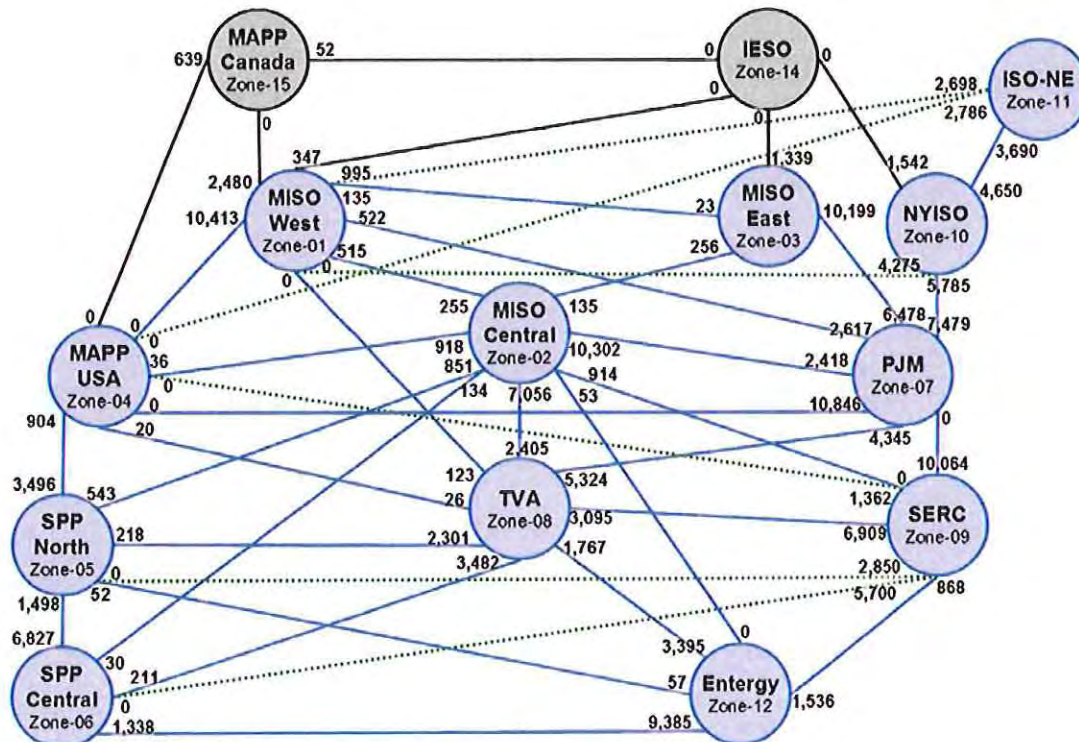 MAPP
Canada
Zone-15
639
52
0
0
IESO
Zone-14
0
0
0
0
ISO-NE
Zone-11
2,698
2,786
3,690
347
995
1,339
1,542
4,650
2,480
10,413
MISO
West
Zone-01
135
522
515
0
0
23
256
MISO
East
Zone-03
10,199
NYISO
Zone-10
4,275
5,785
255
MISO
Central
Zone-02
135
918
851
134
7,056
10,302
914
53
0
0
0
36
0
MAPP
USA
Zone-04
0
20
904
6,478
7,479
2,617
2,418
PJM
Zone-07
10,846
0
4,345
3,496
543
SPP
North
Zone-05
218
0
52
1,498
2,405
123
26
TVA
Zone-08
5,324
3,095
2,301
3,482
1,767
10,064
0
1,362
SERC
Zone-09
6,909
2,850
5,700
868
6,827
30
SPP
Central
Zone-06
211
0
1,338
0
3,395
57
Entergy
Zone-12
1,536
9,385